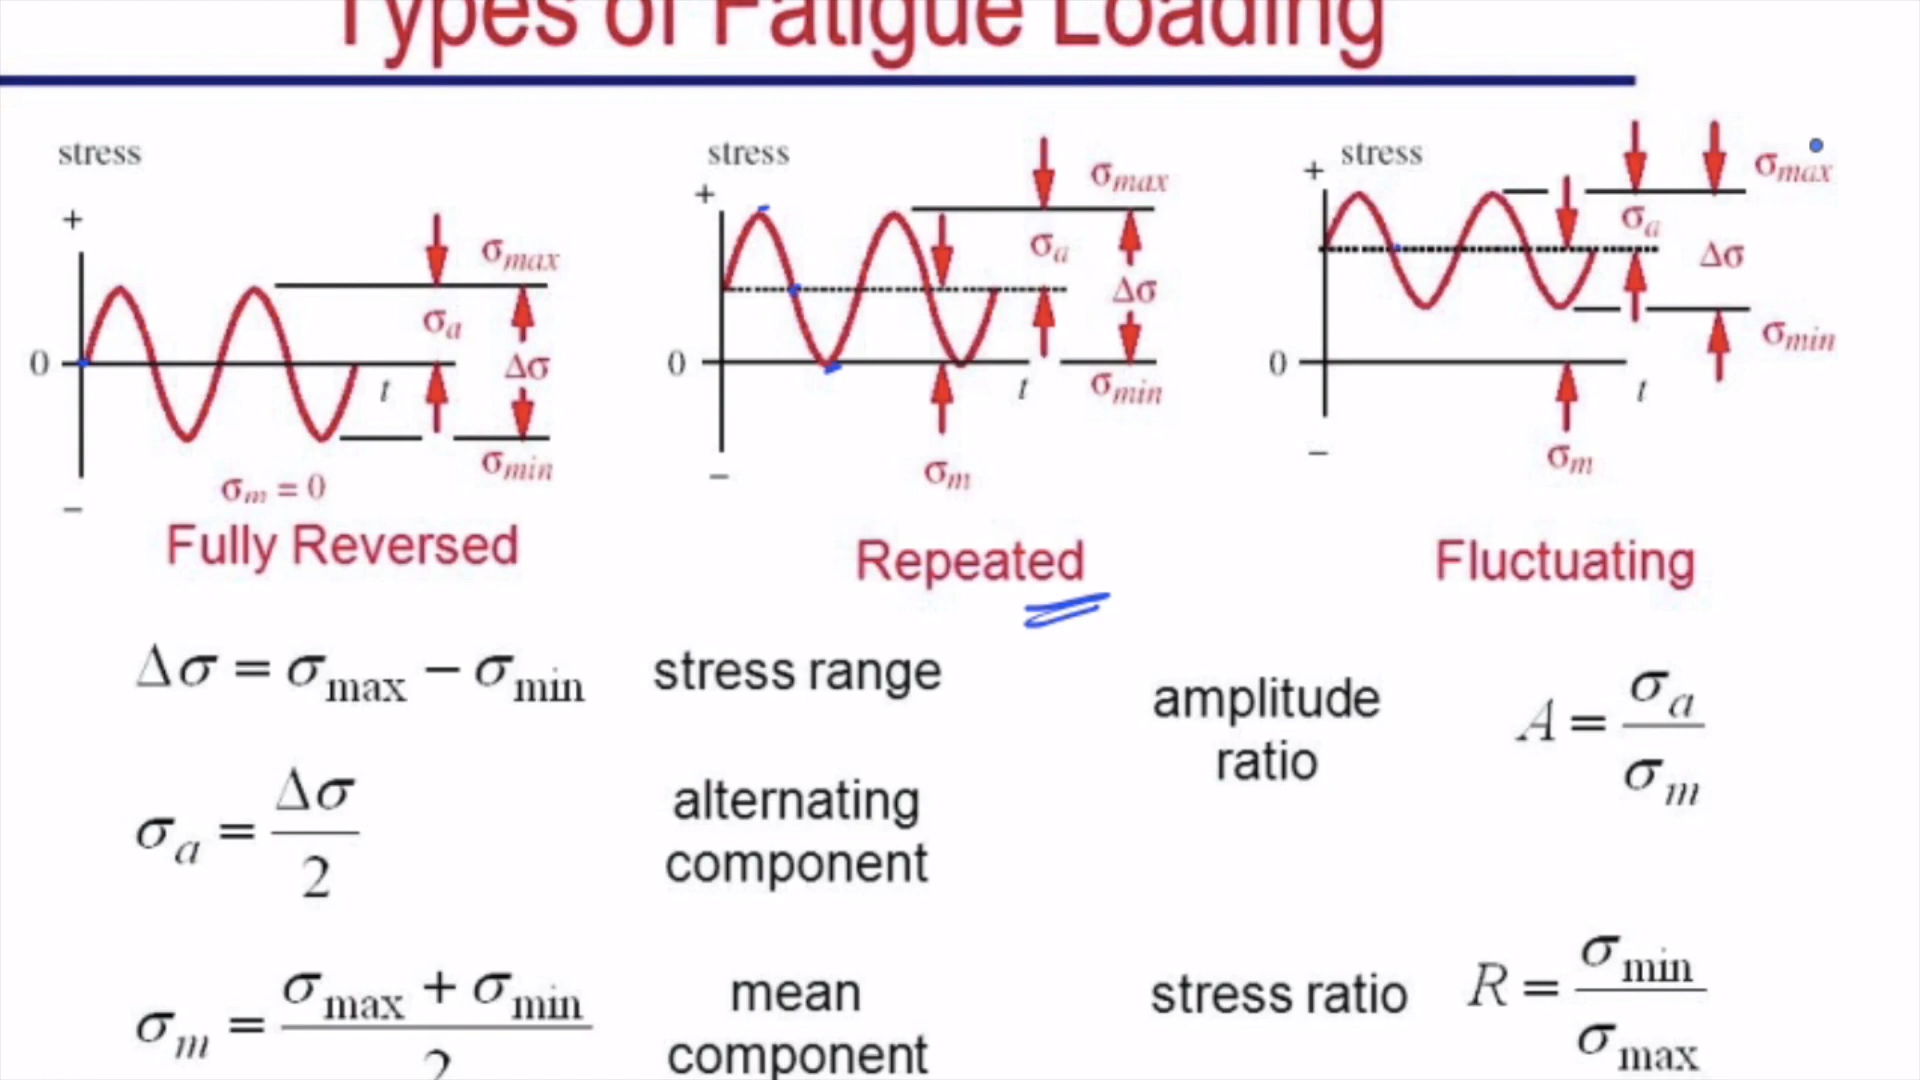 Types of Fatigue Loading
stress
+
0
−
t
σmax
σa
Δσ
σmin
σm = 0
Fully Reversed
stress
+
0
−
t
σmax
σa
Δσ
σmin
σm
Repeated
+ stress
0
−
t
σmax
σa
Δσ
σmin
σm
Fluctuating
Δσ = σmax − σmin
stress range
σa = Δσ / 2
alternating
component
σm = σmax + σmin / 2
mean
component
amplitude
ratio
A = σa / σm
stress ratio
R = σmin / σmax